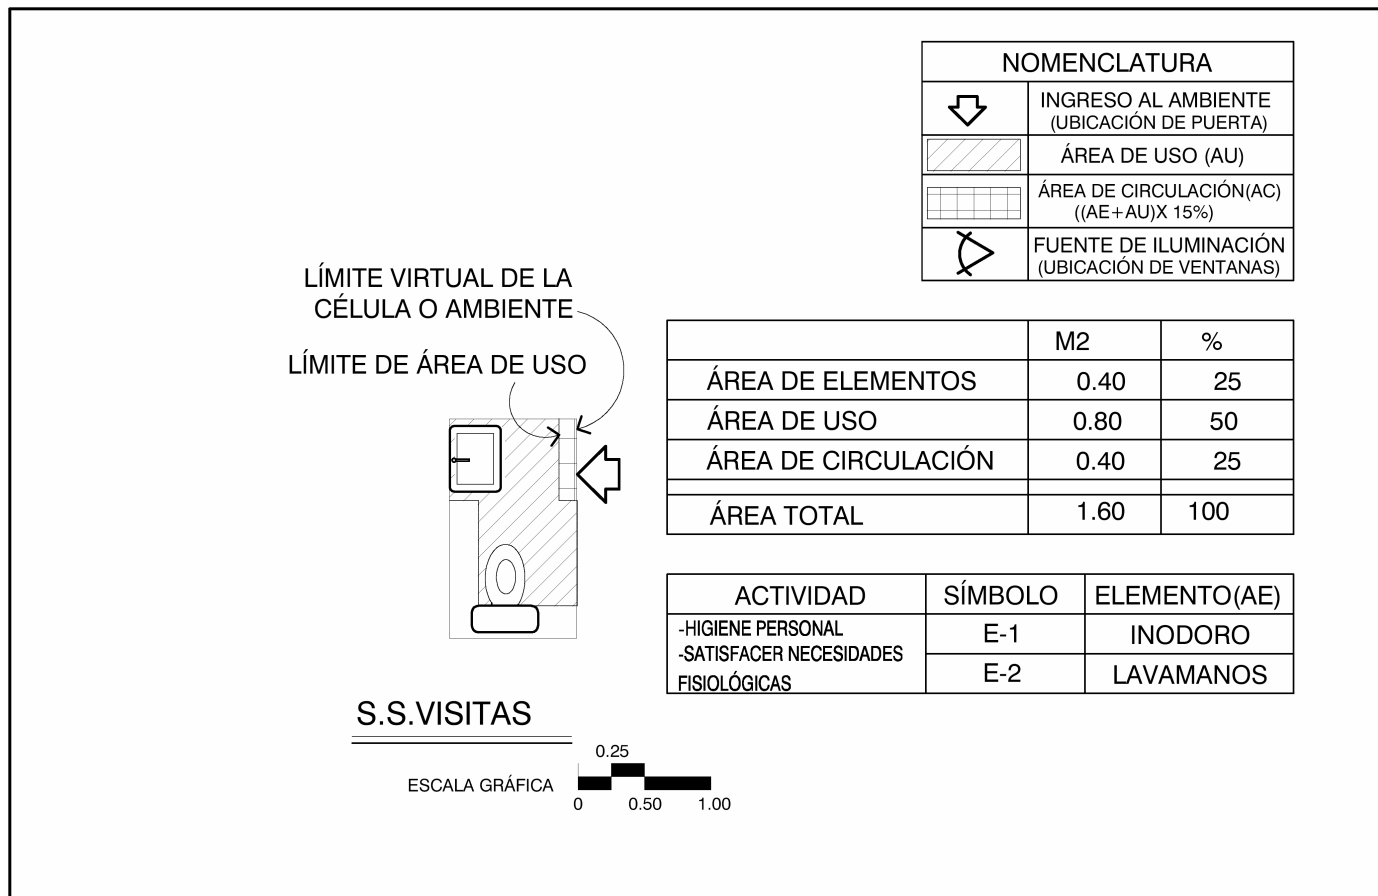 NOMENCLATURA
INGRESO AL AMBIENTE
(UBICACIÓN DE PUERTA)
ÁREA DE USO (AU)
ÁREA DE CIRCULACIÓN(AC)
((AE+AU)X 15%)
FUENTE DE ILUMINACIÓN
(UBICACIÓN DE VENTANAS)
LÍMITE VIRTUAL DE LA
CÉLULA O AMBIENTE
LÍMITE DE ÁREA DE USO
M2 %
ÁREA DE ELEMENTOS 0.40 25
ÁREA DE USO 0.80 50
ÁREA DE CIRCULACIÓN 0.40 25
ÁREA TOTAL 1.60 100
ACTIVIDAD SÍMBOLO ELEMENTO(AE)
-HIGIENE PERSONAL
-SATISFACER NECESIDADES
FISIOLÓGICAS
E-1 INODORO
E-2 LAVAMANOS
S.S.VISITAS
ESCALA GRÁFICA
0.25
0 0.50 1.00